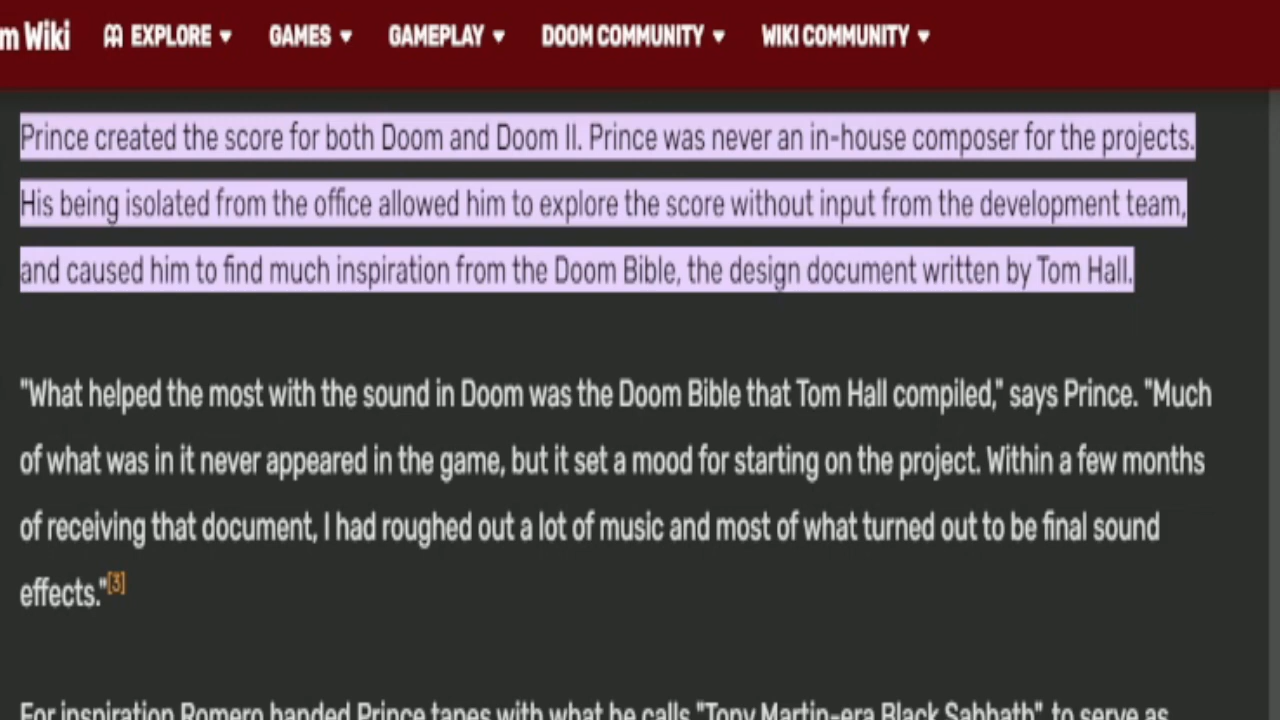 m Wiki EXPLORE GAMES GAMEPLAY DOOM COMMUNITY WIKI COMMUNITY
Prince created the score for both Doom and Doom II. Prince was never an in-house composer for the projects.
His being isolated from the office allowed him to explore the score without input from the development team,
and caused him to find much inspiration from the Doom Bible, the design document written by Tom Hall.
"What helped the most with the sound in Doom was the Doom Bible that Tom Hall compiled," says Prince. "Much
of what was in it never appeared in the game, but it set a mood for starting on the project. Within a few months
of receiving that document, I had roughed out a lot of music and most of what turned out to be final sound
effects."[3]
For inspiration Romero handed Prince tapes with what he calls "Tony Martin-era Black Sabbath", to serve as